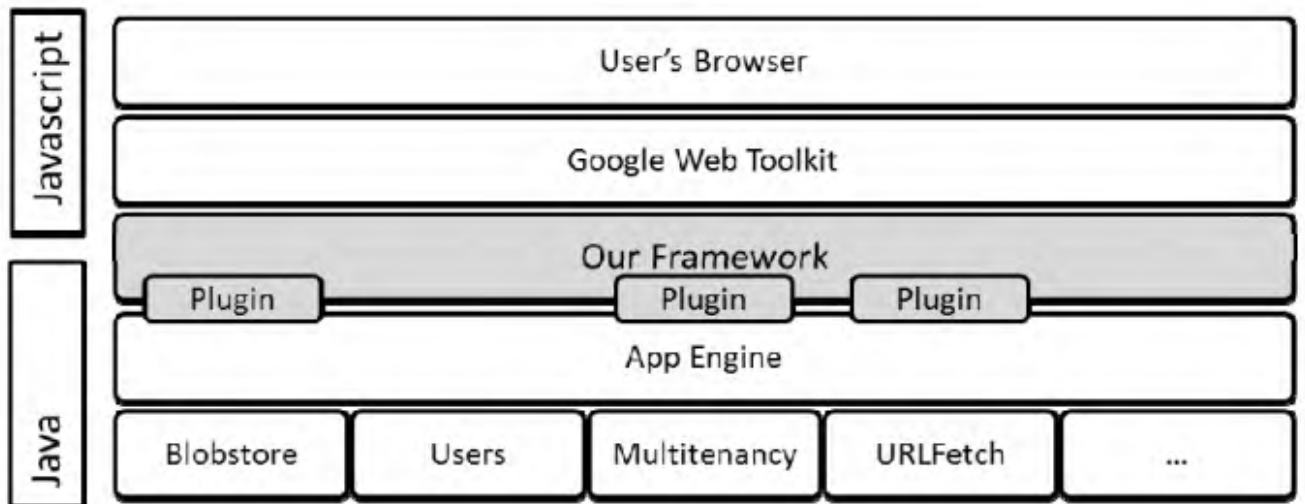 Javascript
User's Browser
Google Web Toolkit
Our Framework
Plugin
Plugin
Plugin
Java
App Engine
Blobstore
Users
Multitenancy
URLFetch
...